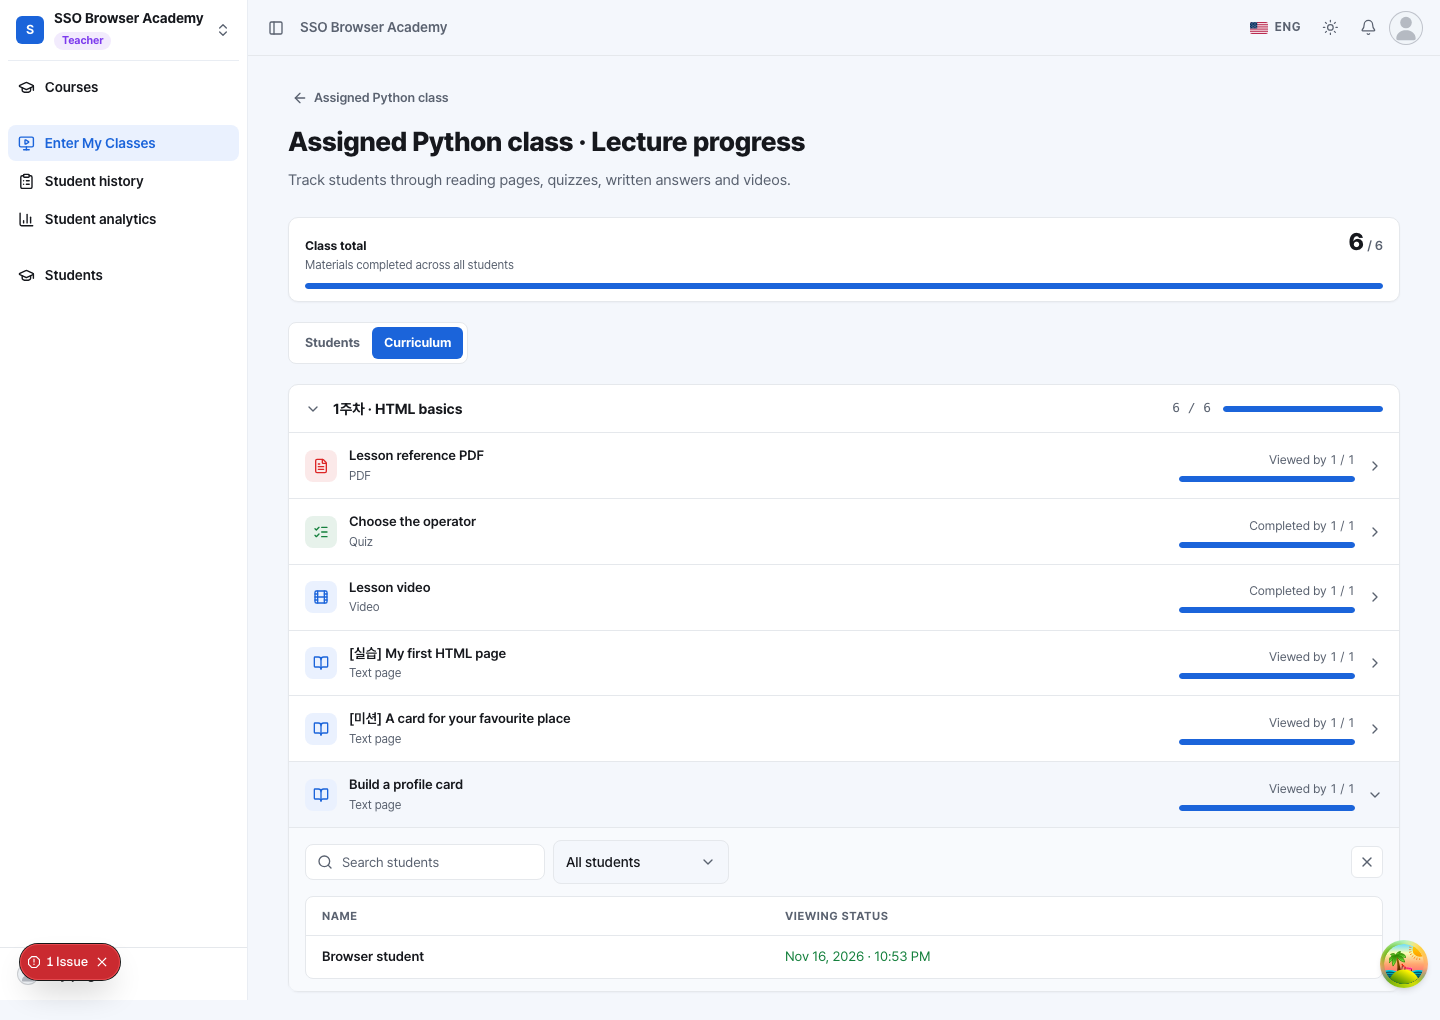 S
SSO Browser Academy
Teacher
Courses
Enter My Classes
Student history
Student analytics
Students
1 Issue
SSO Browser Academy
ENG
Assigned Python class
Assigned Python class · Lecture progress
Track students through reading pages, quizzes, written answers and videos.
Class total
6 / 6
Materials completed across all students
Students
Curriculum
1주차 · HTML basics
6 / 6
Lesson reference PDF
PDF
Viewed by 1 / 1
Choose the operator
Quiz
Completed by 1 / 1
Lesson video
Video
Completed by 1 / 1
[실습] My first HTML page
Text page
Viewed by 1 / 1
[미션] A card for your favourite place
Text page
Viewed by 1 / 1
Build a profile card
Text page
Viewed by 1 / 1
Search students
All students
NAME
VIEWING STATUS
Browser student
Nov 16, 2026 · 10:53 PM